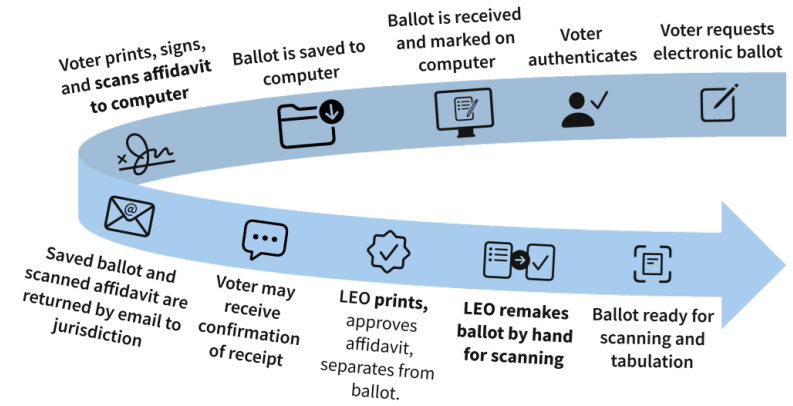 Voter requests
electronic ballot
Voter
authenticates
Ballot is received
and marked on
computer
Ballot is saved to
computer
Voter prints, signs,
and scans affidavit
to computer
Saved ballot and
scanned affidavit are
returned by email to
jurisdiction
Voter may
receive
confirmation
of receipt
LEO prints,
approves
affidavit,
separates from
ballot.
LEO remakes
ballot by hand
for scanning
Ballot ready for
scanning and
tabulation